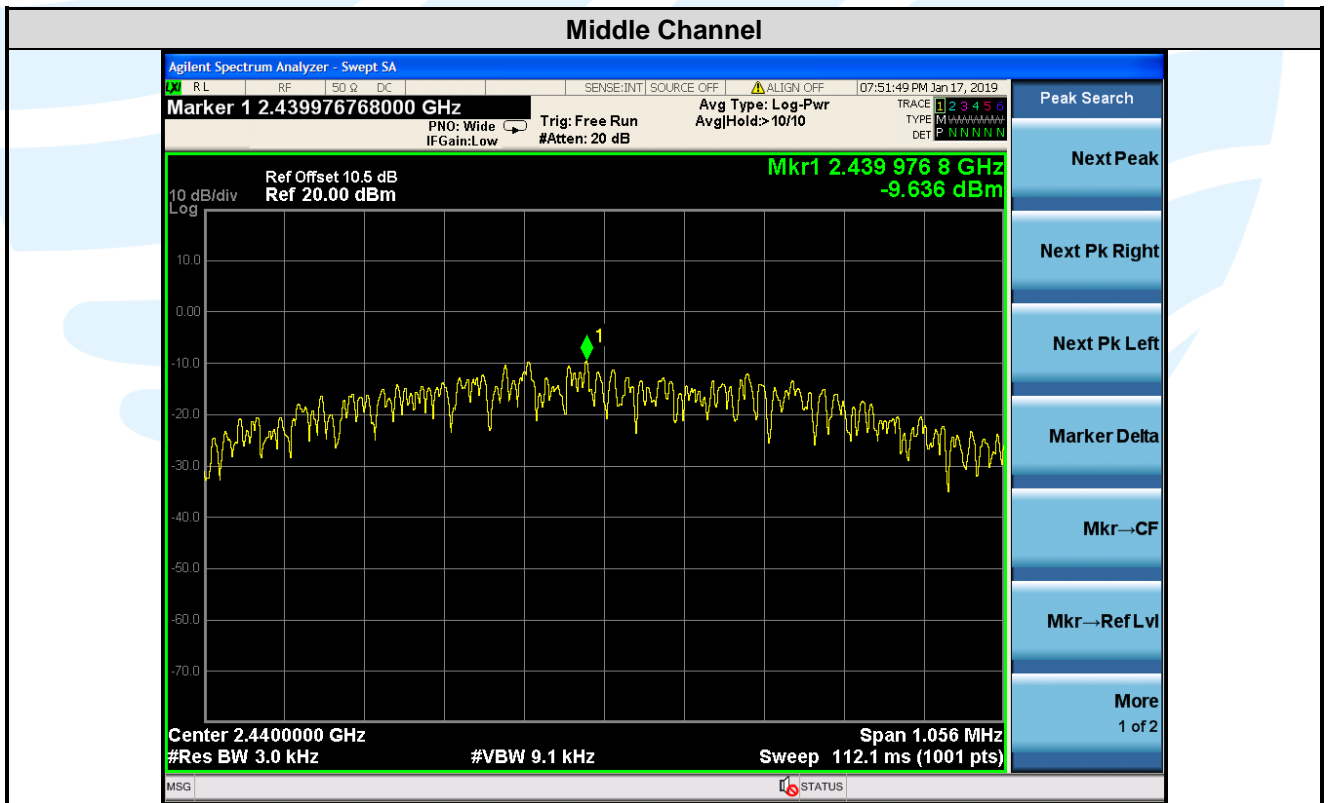 Middle Channel
Agilent Spectrum Analyzer - Swept SA
LXI RL RF 50 Ω DC SENSE:INT SOURCE OFF ALIGN OFF 07:51:49 PM Jan 17, 2019
Marker 1 2.439976768000 GHz
PNO: Wide
IFGain:Low
Trig: Free Run
#Atten: 20 dB
Avg Type: Log-Pwr
Avg|Hold:>10/10
TRACE 1 2 3 4 5 6
TYPE M
DET P N N N N N
Peak Search
Mkr1 2.439 976 8 GHz
-9.636 dBm
Ref Offset 10.5 dB
10 dB/div Ref 20.00 dBm
Log
10.0
0.00
-10.0
-20.0
-30.0
-40.0
-50.0
-60.0
-70.0
1
Center 2.4400000 GHz Span 1.056 MHz
#Res BW 3.0 kHz #VBW 9.1 kHz Sweep 112.1 ms (1001 pts)
Next Peak
Next Pk Right
Next Pk Left
Marker Delta
Mkr→CF
Mkr→Ref Lvl
More
1 of 2
MSG STATUS